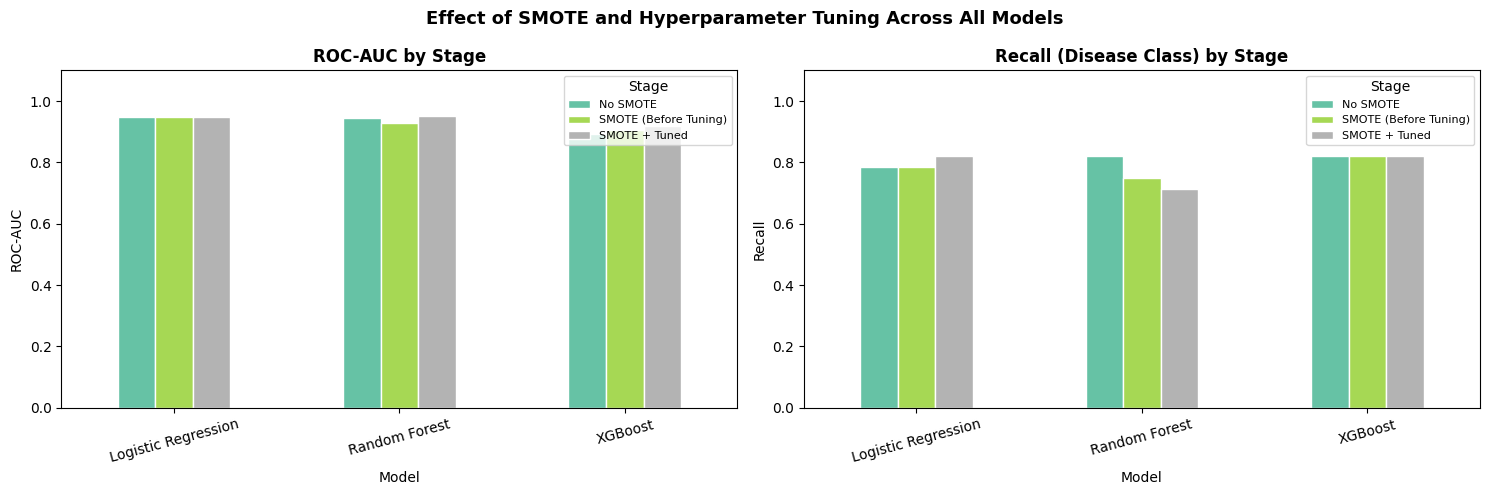 Effect of SMOTE and Hyperparameter Tuning Across All Models
ROC-AUC by Stage
ROC-AUC
1.0
0.8
0.6
0.4
0.2
0.0
Stage
No SMOTE
SMOTE (Before Tuning)
SMOTE + Tuned
Logistic Regression
Random Forest
XGBoost
Model
Recall (Disease Class) by Stage
Recall
1.0
0.8
0.6
0.4
0.2
0.0
Stage
No SMOTE
SMOTE (Before Tuning)
SMOTE + Tuned
Logistic Regression
Random Forest
XGBoost
Model